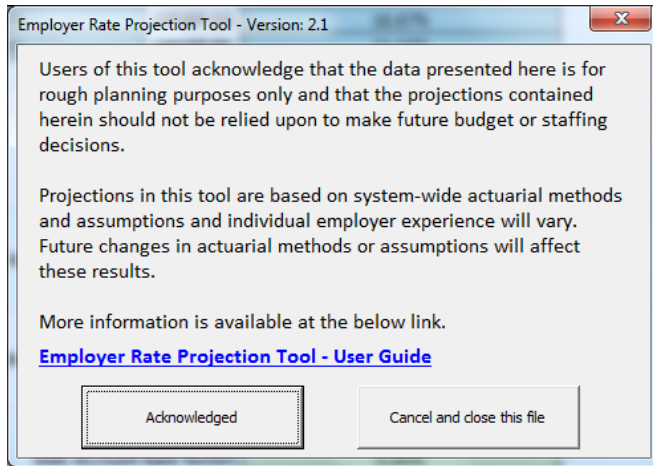 Employer Rate Projection Tool - Version: 2.1
Users of this tool acknowledge that the data presented here is for
rough planning purposes only and that the projections contained
herein should not be relied upon to make future budget or staffing
decisions.
Projections in this tool are based on system-wide actuarial methods
and assumptions and individual employer experience will vary.
Future changes in actuarial methods or assumptions will affect
these results.
More information is available at the below link.
Employer Rate Projection Tool - User Guide
Acknowledged
Cancel and close this file